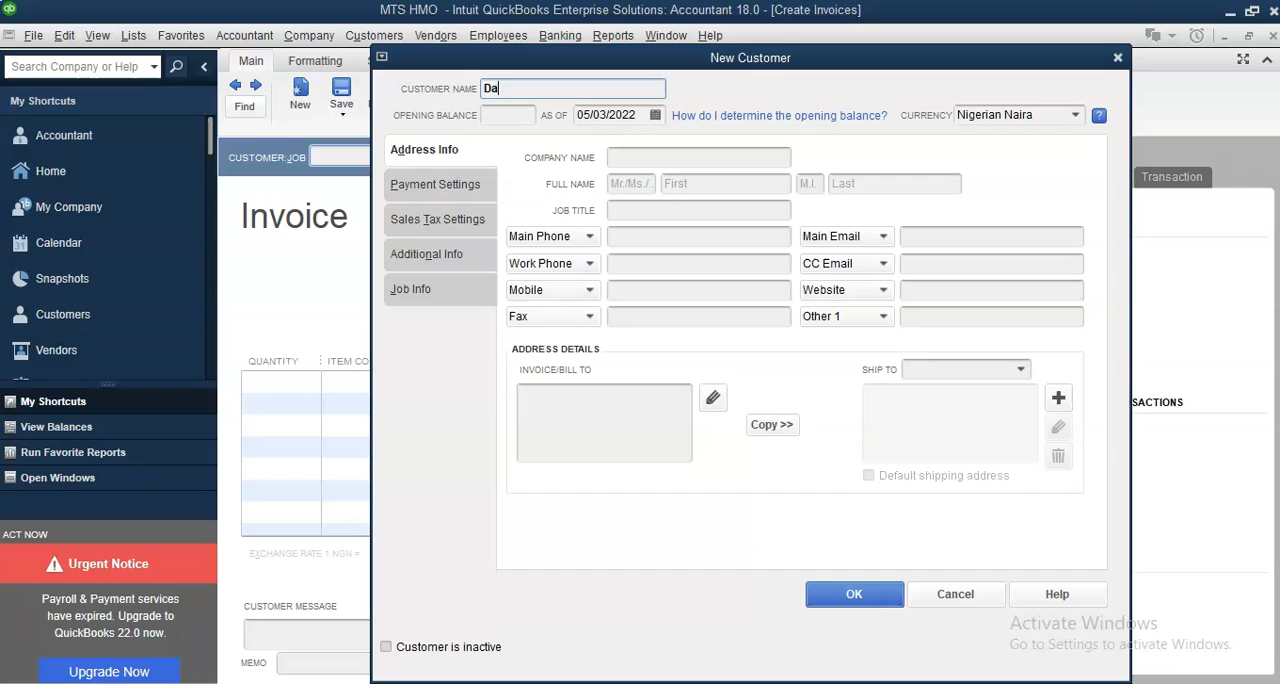 MTS HMO - Intuit QuickBooks Enterprise Solutions: Accountant 18.0 - [Create Invoices]
File Edit View Lists Favorites Accountant Company Customers Vendors Employees Banking Reports Window Help
Search Company or Help
My Shortcuts
Accountant
Home
My Company
Calendar
Snapshots
Customers
Vendors
My Shortcuts
View Balances
Run Favorite Reports
Open Windows
ACT NOW
Urgent Notice
Payroll & Payment services
have expired. Upgrade to
QuickBooks 22.0 now.
Upgrade Now
Main Formatting
Find New Save
CUSTOMER:JOB
Invoice
QUANTITY ITEM CO
EXCHANGE RATE 1 NGN =
CUSTOMER MESSAGE
MEMO
New Customer
CUSTOMER NAME Da
OPENING BALANCE AS OF 05/03/2022 How do I determine the opening balance? CURRENCY Nigerian Naira ?
Address Info
Payment Settings
Sales Tax Settings
Additional Info
Job Info
COMPANY NAME
FULL NAME Mr./Ms./. First M.I. Last
JOB TITLE
Main Phone Main Email
Work Phone CC Email
Mobile Website
Fax Other 1
ADDRESS DETAILS
INVOICE/BILL TO SHIP TO
Copy >>
Default shipping address
OK Cancel Help
Customer is inactive
Transaction
SACTIONS
Activate Windows
Go to Settings to activate Windows.